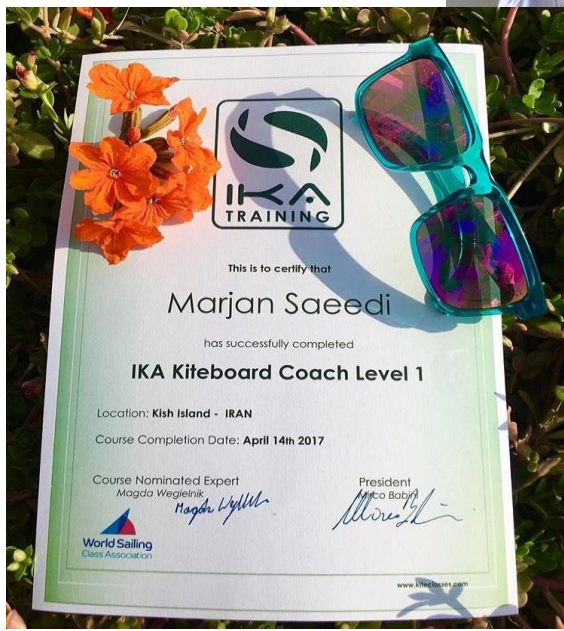 IKA
TRAINING
This is to certify that
Marjan Saeedi
has successfully completed
IKA Kiteboard Coach Level 1
Location: Kish Island - IRAN
Course Completion Date: April 14th 2017
Course Nominated Expert
Magda Wegielnik
President
Mirco Babini
World Sailing
Class Association
www.kiteclasses.com